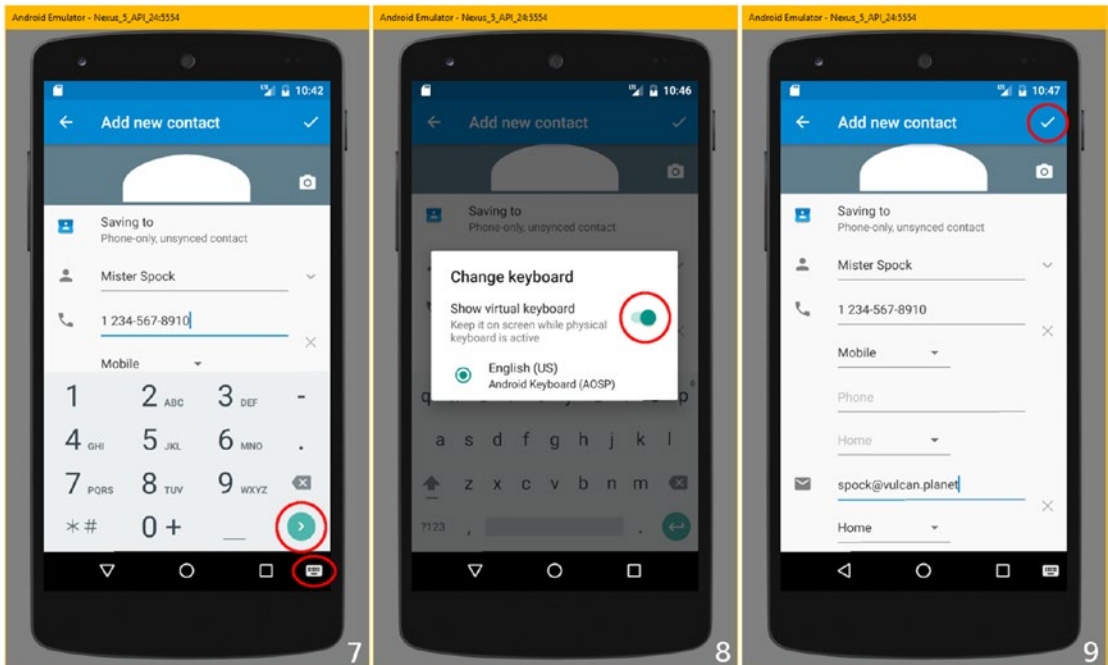 Android Emulator - Nexus_5_API_24:5554
10:42
Add new contact
Saving to
Phone-only, unsynced contact
Mister Spock
1 234-567-8910
Mobile
1
2 ABC
3 DEF
-
4 GHI
5 JKL
6 MNO
.
7 PQRS
8 TUV
9 WXYZ
*#
0 +
_
7
Android Emulator - Nexus_5_API_24:5554
10:46
Add new contact
Saving to
Phone-only, unsynced contact
Change keyboard
Show virtual keyboard
Keep it on screen while physical
keyboard is active
English (US)
Android Keyboard (AOSP)
q p 0
a s d f g h j k l
z x c v b n m
?123 , .
8
Android Emulator - Nexus_5_API_24:5554
10:47
Add new contact
Saving to
Phone-only, unsynced contact
Mister Spock
1 234-567-8910
Mobile
Phone
Home
spock@vulcan.planet
Home
9